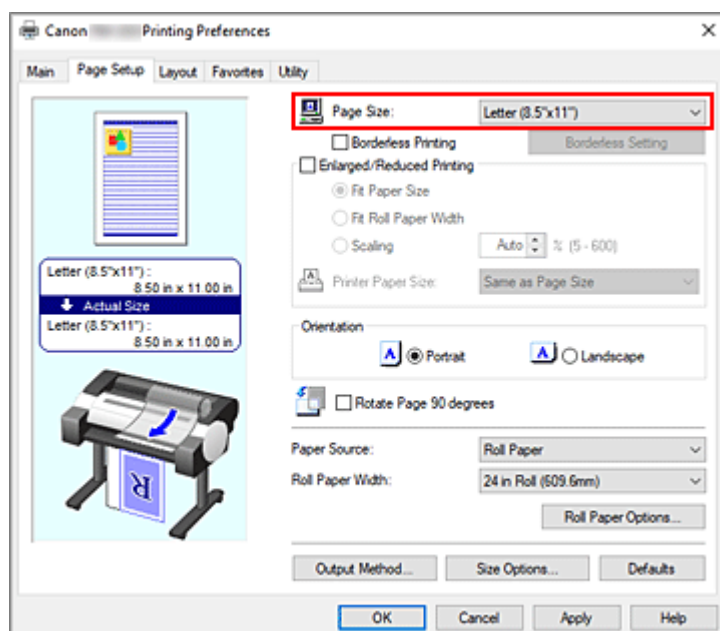 Canon Printing Preferences
Main Page Setup Layout Favorites Utility
Page Size: Letter (8.5"x11")
Borderless Printing Borderless Setting
Enlarged/Reduced Printing
Fit Paper Size
Fit Roll Paper Width
Scaling Auto % (5 - 600)
Printer Paper Size: Same as Page Size
Letter (8.5"x11") :
8.50 in x 11.00 in
Actual Size
Letter (8.5"x11") :
8.50 in x 11.00 in
Orientation
A Portrait A Landscape
Rotate Page 90 degrees
Paper Source: Roll Paper
Roll Paper Width: 24 in Roll (609.6mm)
Roll Paper Options...
R
Output Method... Size Options... Defaults
OK Cancel Apply Help